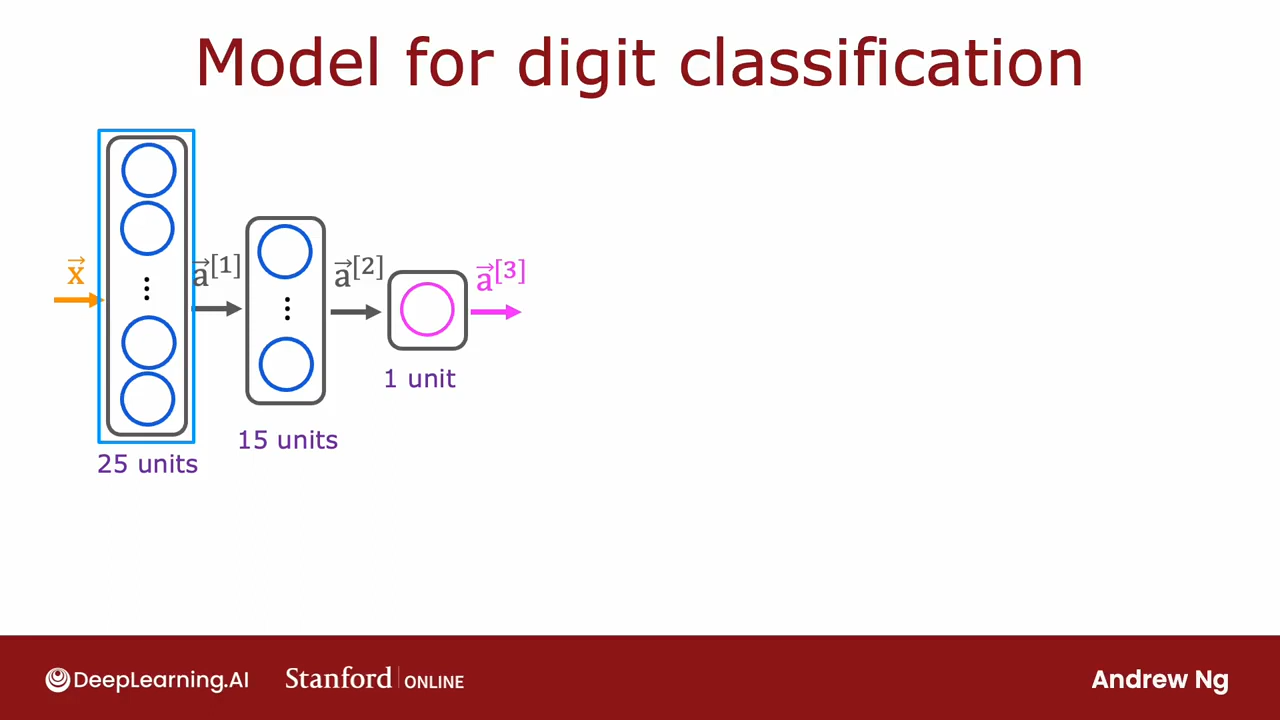 Model for digit classification
x⃗
a⃗[1]
a⃗[2]
a⃗[3]
25 units
15 units
1 unit
DeepLearning.AI
Stanford | ONLINE
Andrew Ng